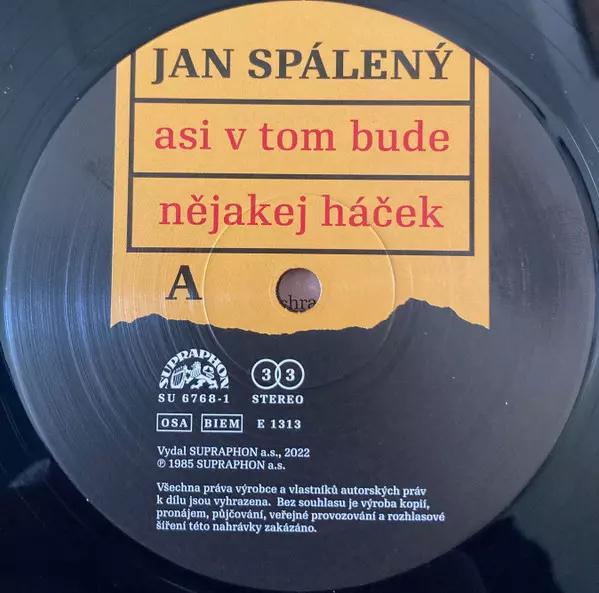 JAN SPÁLENÝ
asi v tom bude
nějakej háček
A
shra
SUPRAPHON
SU 6768-1
33
STEREO
OSA BIEM E 1313
Vydal SUPRAPHON a.s., 2022
℗ 1985 SUPRAPHON a.s.
Všechna práva výrobce a vlastníků autorských práv
k dílu jsou vyhrazena. Bez souhlasu je výroba kopií,
pronájem, půjčování, veřejné provozování a rozhlasové
šíření této nahrávky zakázáno.